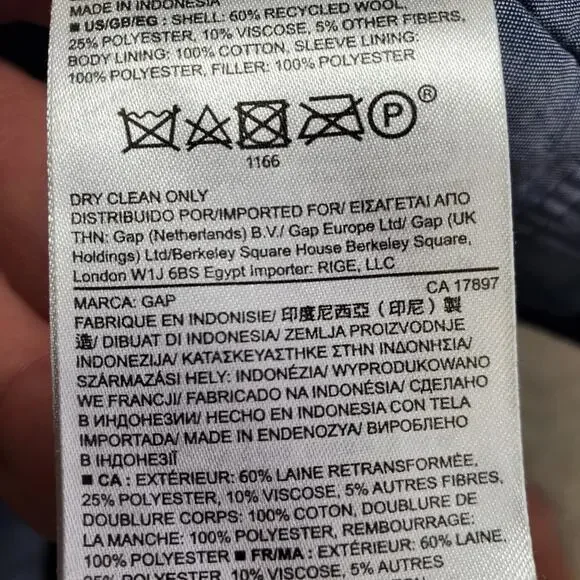 MADE IN INDONESIA
■ US/GB/EG : SHELL: 60% RECYCLED WOOL,
25% POLYESTER, 10% VISCOSE, 5% OTHER FIBERS,
BODY LINING: 100% COTTON, SLEEVE LINING:
100% POLYESTER, FILLER: 100% POLYESTER
P ®
1166
DRY CLEAN ONLY
DISTRIBUIDO POR/IMPORTED FOR/ ΕΙΣΑΓΕΤΑΙ ΑΠΟ
ΤΗΝ: Gap (Netherlands) B.V./ Gap Europe Ltd/ Gap (UK
Holdings) Ltd/Berkeley Square House Berkeley Square,
London W1J 6BS Egypt Importer: RIGE, LLC
CA 17897
MARCA: GAP
FABRIQUE EN INDONISIE/ 印度尼西亞（印尼）製
造/ DIBUAT DI INDONESIA/ ZEMLJA PROIZVODNJE
INDONEZIJA/ ΚΑΤΑΣΚΕΥΑΣΤΗΚΕ ΣΤΗΝ ΙΝΔΟΝΗΣΙΑ/
SZÁRMAZÁSI HELY: INDONÉZIA/ WYPRODUKOWANO
WE FRANCJI/ FABRICADO NA INDONÉSIA/ СДЕЛАНО
В ИНДОНЕЗИИ/ HECHO EN INDONESIA CON TELA
IMPORTADA/ MADE IN ENDENOZYA/ ВИРОБЛЕНО
В ІНДОНЕЗІЇ
■ CA : EXTÉRIEUR: 60% LAINE RETRANSFORMÉE,
25% POLYESTER, 10% VISCOSE, 5% AUTRES FIBRES,
DOUBLURE CORPS: 100% COTON, DOUBLURE DE
LA MANCHE: 100% POLYESTER, REMBOURRAGE:
100% POLYESTER ■ FR/MA : EXTÉRIEUR: 60% LAINE,
25% POLYESTER, 10% VISCOSE, 5% AUTRES